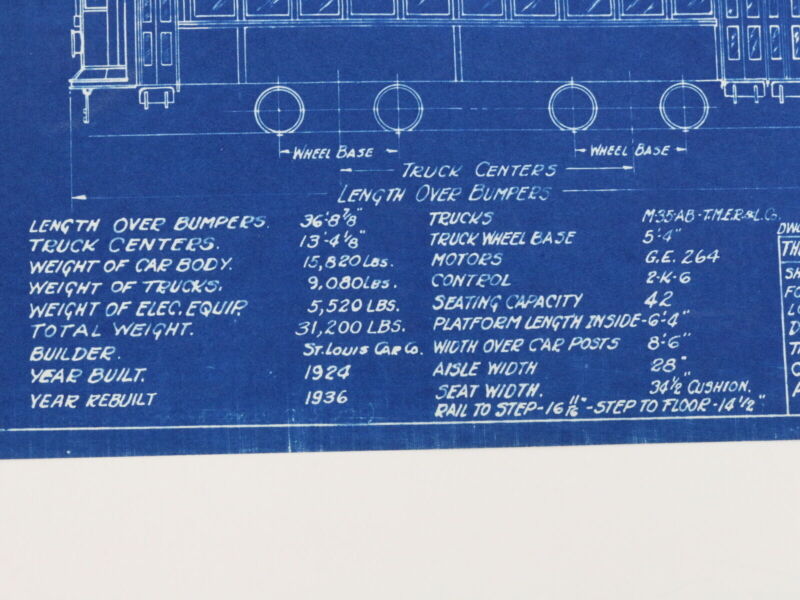 WHEEL BASE WHEEL BASE
TRUCK CENTERS
LENGTH OVER BUMPERS
LENGTH OVER BUMPERS. 36'-8 7/8"
TRUCK CENTERS. 13'-4 1/8"
WEIGHT OF CAR BODY. 15,820 LBS.
WEIGHT OF TRUCKS. 9,080 LBS.
WEIGHT OF ELEC. EQUIP. 5,520 LBS.
TOTAL WEIGHT. 31,200 LBS.
BUILDER. ST. LOUIS CAR CO.
YEAR BUILT. 1924
YEAR REBUILT 1936
TRUCKS M-35-AB-T.M.E.R.&L.CO.
TRUCK WHEEL BASE 5'-4"
MOTORS G.E. 264
CONTROL 2-K-6
SEATING CAPACITY 42
PLATFORM LENGTH INSIDE-6'-4"
WIDTH OVER CAR POSTS 8'-6"
AISLE WIDTH 28"
SEAT WIDTH. 34 1/2 CUSHION.
RAIL TO STEP-16 11/16"-STEP TO FLOOR-14 1/2"